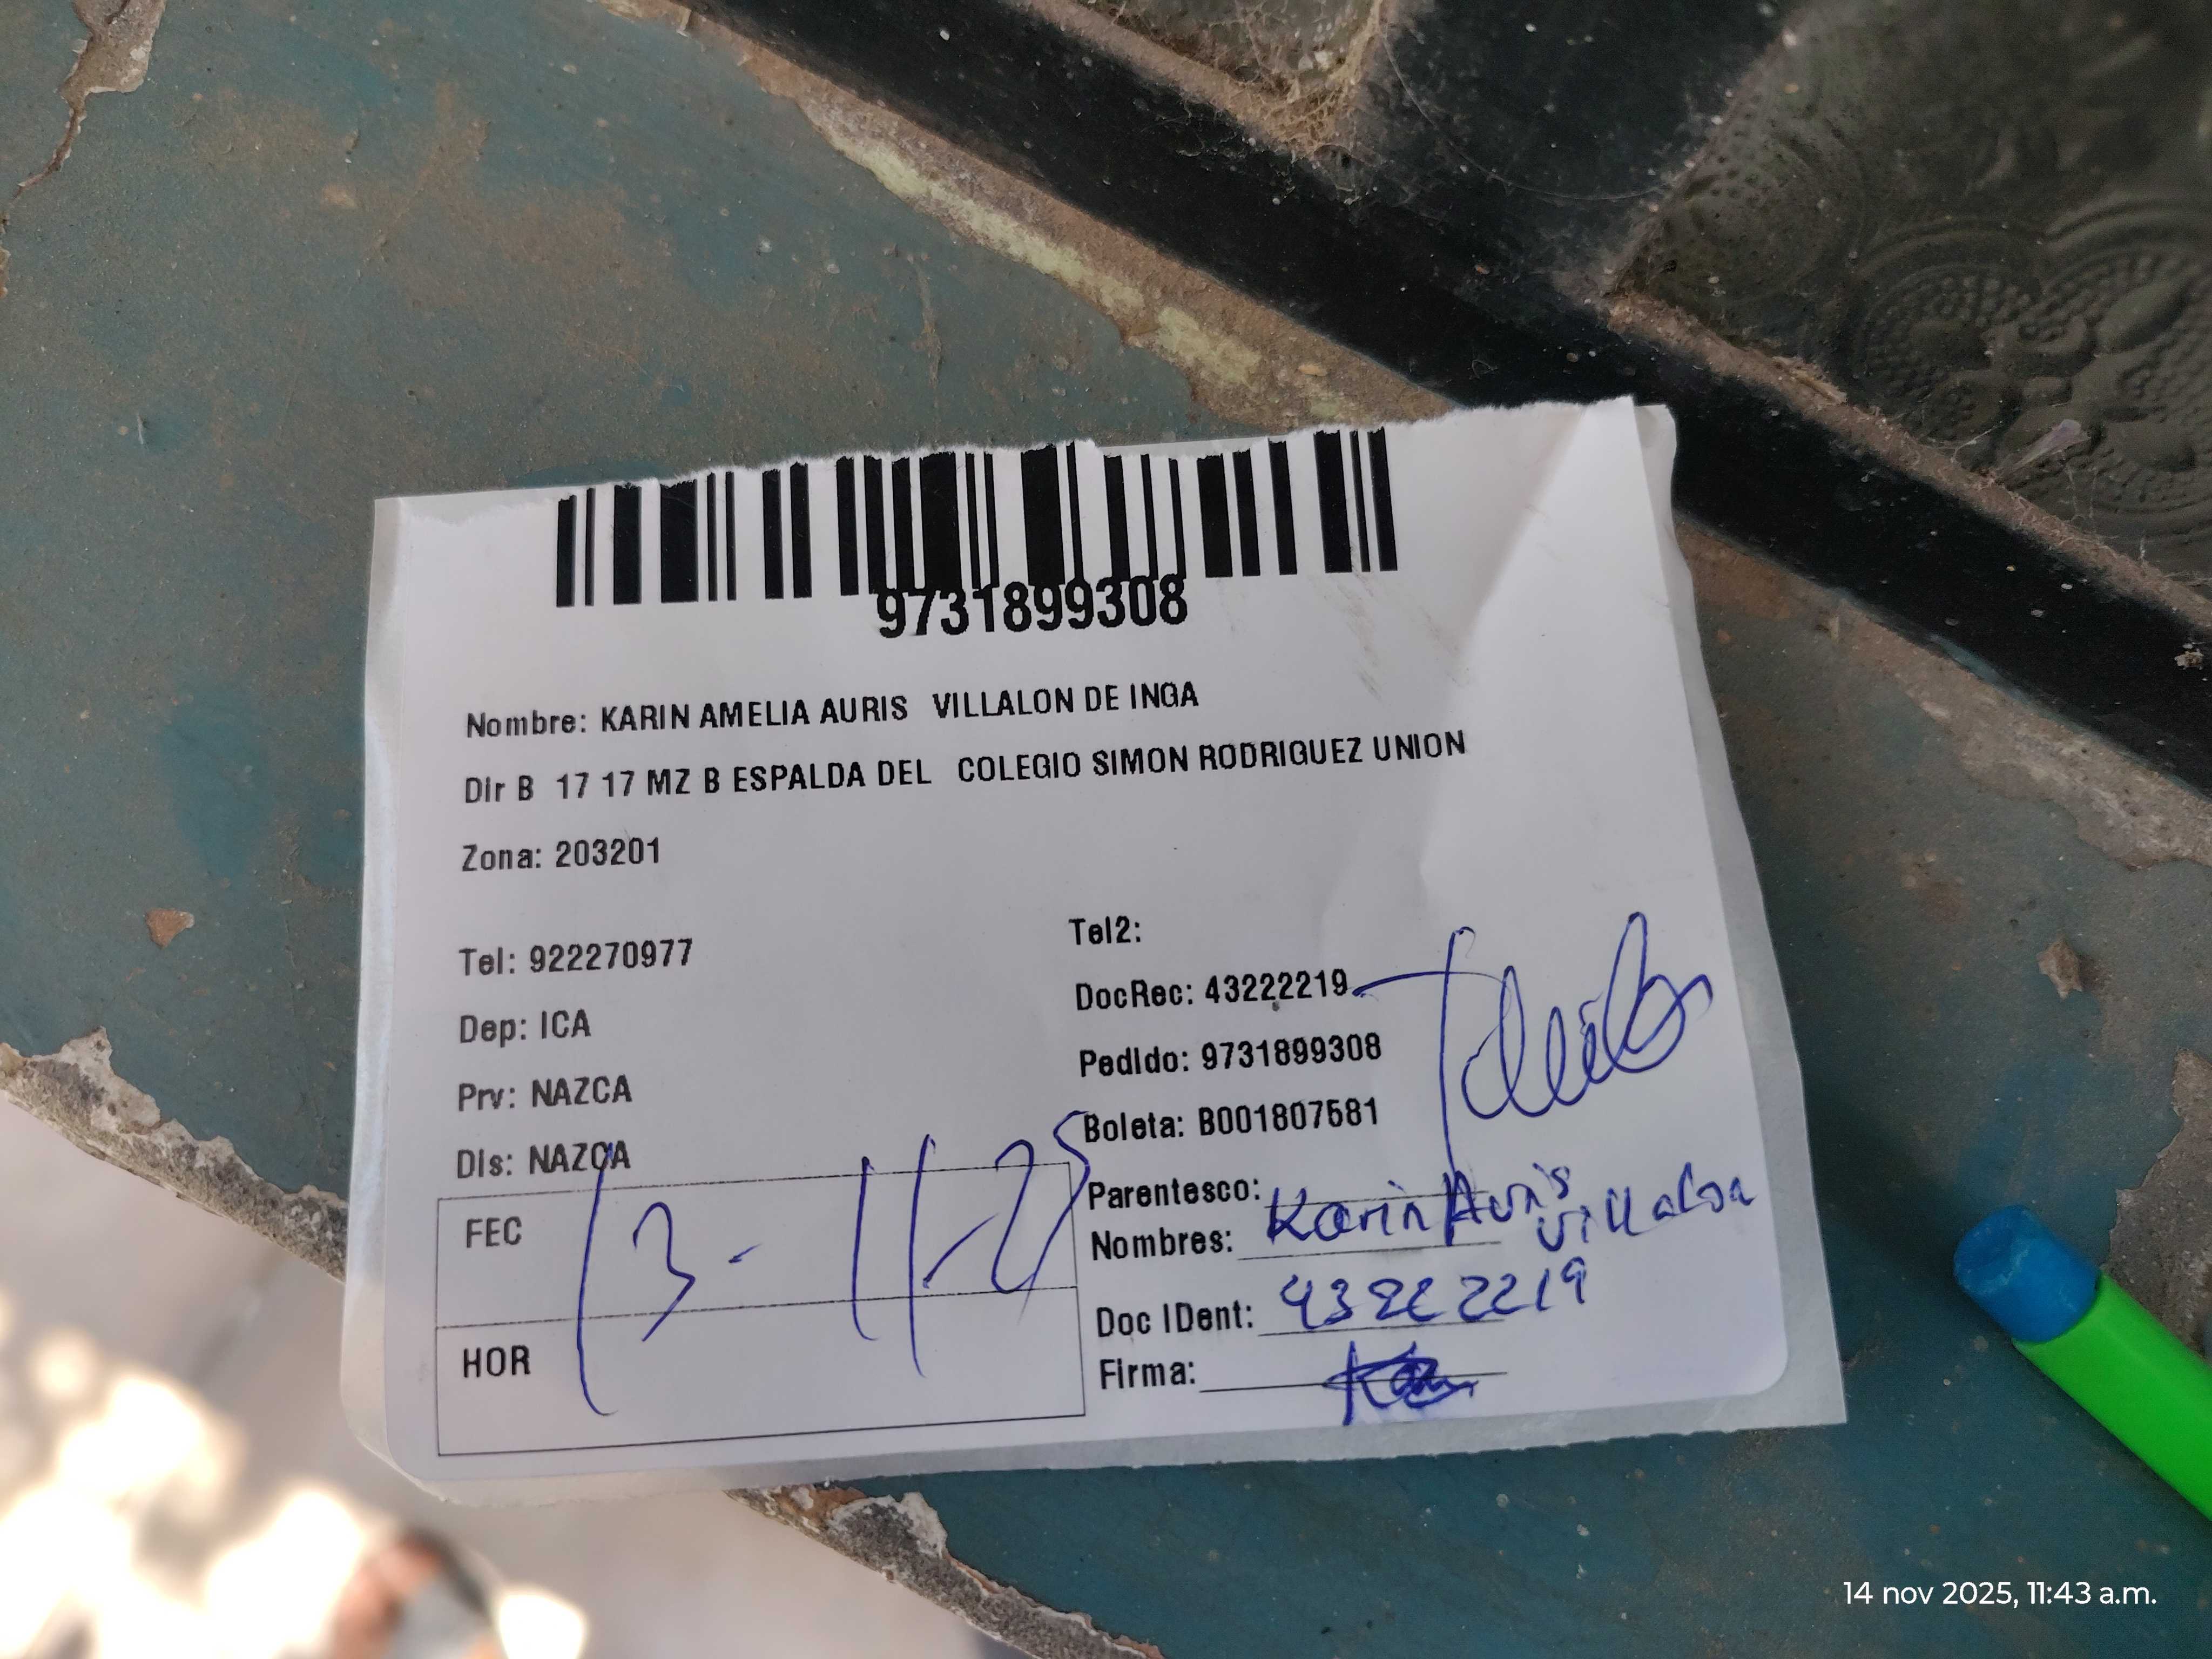 9731899308
Nombre: KARIN AMELIA AURIS VILLALON DE INGA
Dir B 17 17 MZ B ESPALDA DEL COLEGIO SIMON RODRIGUEZ UNION
Zona: 203201
Tel: 922270977
Tel2:
Dep: ICA
DocRec: 43222219
Prv: NAZCA
Pedido: 9731899308
Dis: NAZCA
Boleta: B001807581
FEC 13-11-25
HOR
Parentesco:
Nombres: Karin Auris Villalon
Doc IDent: 43222219
Firma:
14 nov 2025, 11:43 a.m.